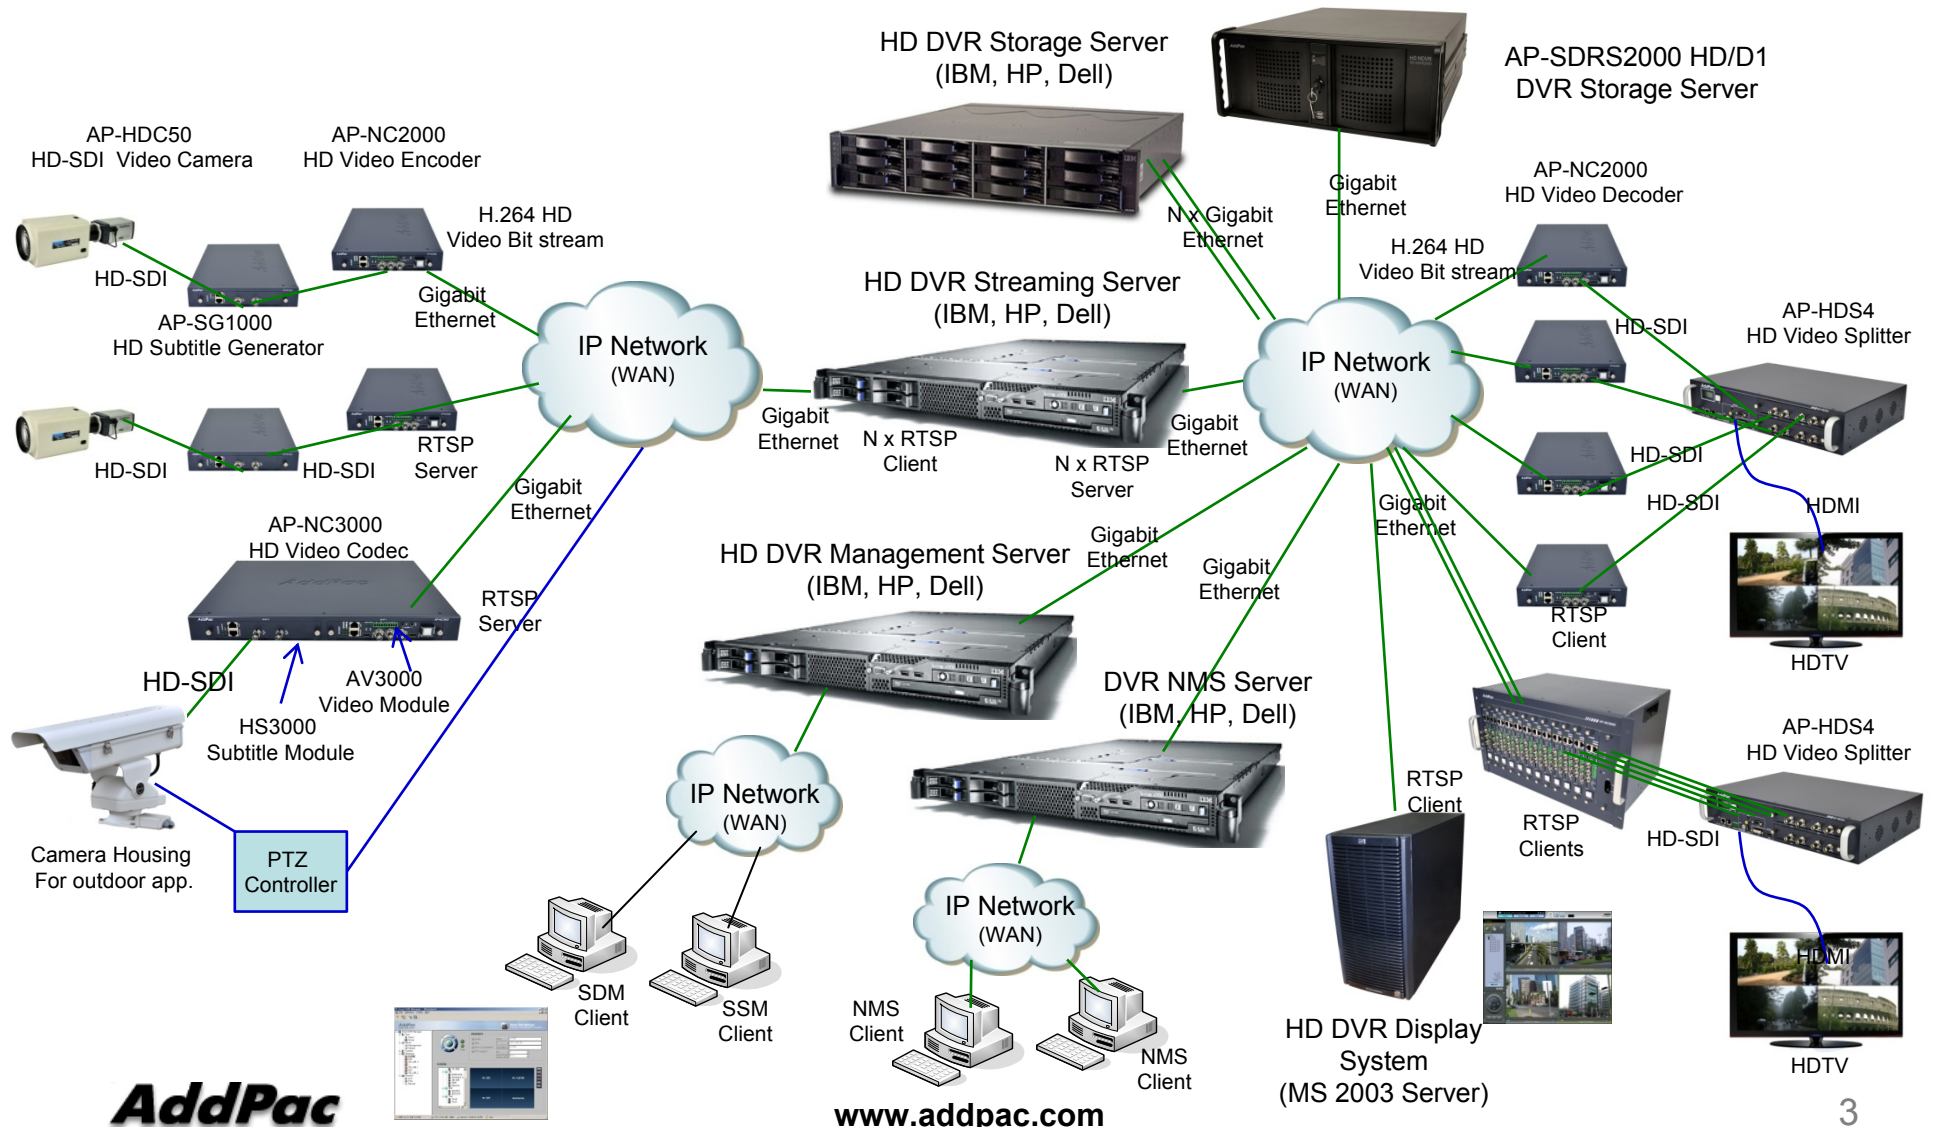 HD DVR Storage Server
(IBM, HP, Dell)
AP-SDRS2000 HD/D1
DVR Storage Server
AP-HDC50
HD-SDI Video Camera
AP-NC2000
HD Video Encoder
H.264 HD
Video Bit stream
HD-SDI
AP-SG1000
HD Subtitle Generator
Gigabit
Ethernet
IP Network
(WAN)
HD DVR Streaming Server
(IBM, HP, Dell)
N x Gigabit
Ethernet
Gigabit
Ethernet
AP-NC2000
HD Video Decoder
H.264 HD
Video Bit stream
IP Network
(WAN)
HD-SDI
AP-HDS4
HD Video Splitter
HD-SDI
HD-SDI
RTSP
Server
Gigabit
Ethernet
N x RTSP
Client
N x RTSP
Server
Gigabit
Ethernet
HD-SDI
HD-SDI
HDMI
Gigabit
Ethernet
AP-NC3000
HD Video Codec
AddPac
RTSP
Server
HD-SDI
AV3000
Video Module
HS3000
Subtitle Module
Camera Housing
For outdoor app.
PTZ
Controller
HD DVR Management Server
(IBM, HP, Dell)
Gigabit
Ethernet
Gigabit
Ethernet
Gigabit
Ethernet
RTSP
Client
HDTV
DVR NMS Server
(IBM, HP, Dell)
IP Network
(WAN)
SDM
Client
SSM
Client
IP Network
(WAN)
NMS
Client
NMS
Client
RTSP
Client
HD DVR Display
System
(MS 2003 Server)
RTSP
Clients
HD-SDI
AP-HDS4
HD Video Splitter
HDMI
HDTV
AddPac
www.addpac.com
3